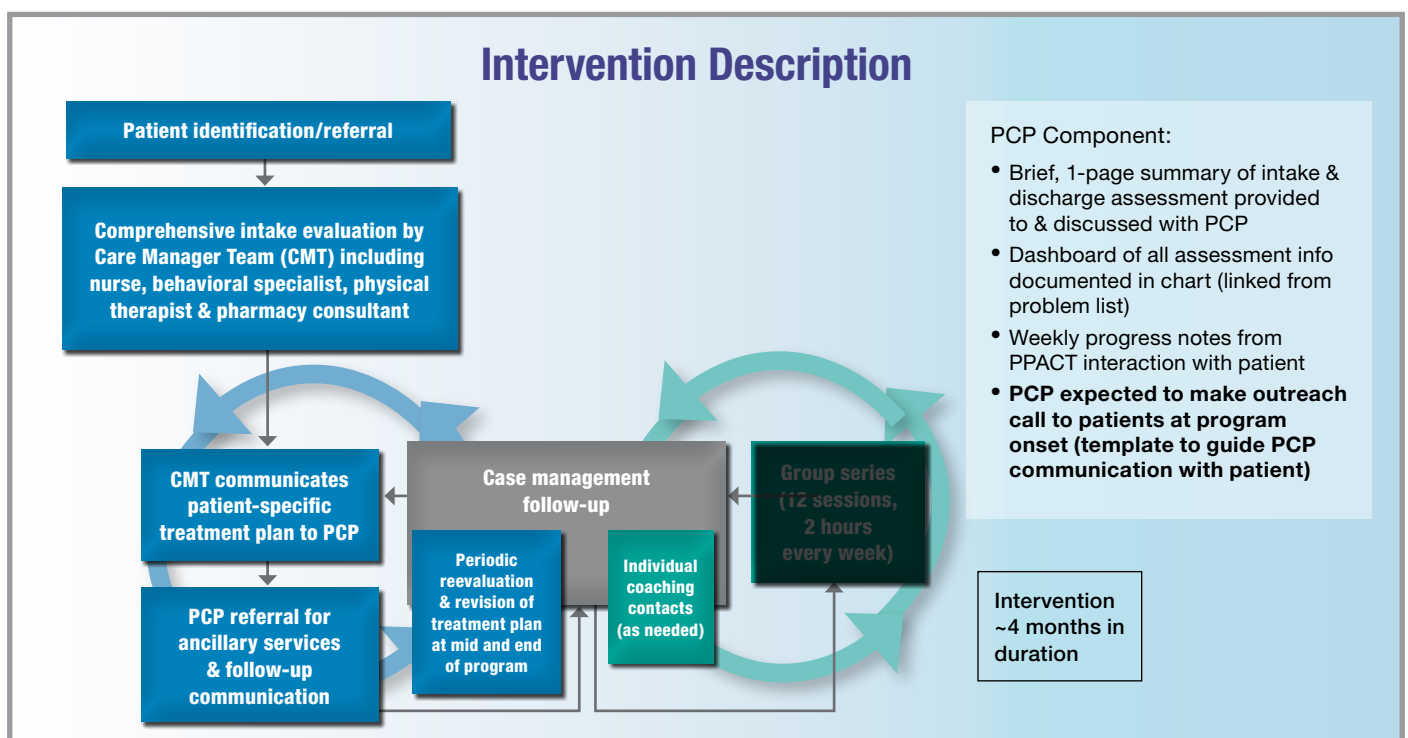 Intervention Description
Patient identification/referral
Comprehensive intake evaluation by
Care Manager Team (CMT) including
nurse, behavioral specialist, physical
therapist & pharmacy consultant
CMT communicates
patient-specific
treatment plan to PCP
PCP referral for
ancillary services
& follow-up
communication
Case management
follow-up
Periodic
reevaluation
& revision of
treatment plan
at mid and end
of program
Individual
coaching
contacts
(as needed)
Group series
(12 sessions,
2 hours
every week)
PCP Component:
• Brief, 1-page summary of intake &
discharge assessment provided
to & discussed with PCP
• Dashboard of all assessment info
documented in chart (linked from
problem list)
• Weekly progress notes from
PPACT interaction with patient
• PCP expected to make outreach
call to patients at program
onset (template to guide PCP
communication with patient)
Intervention
~4 months in
duration